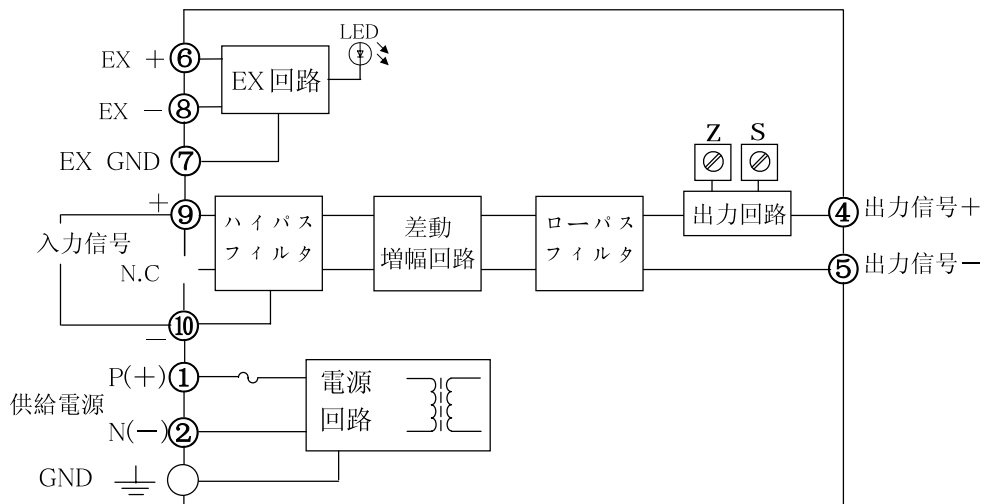 LED
EX ＋
⑥
EX回路
EX －
⑧
EX GND
⑦
Z S
＋
⑨
ハイパス
フィルタ
差動
増幅回路
ローパス
フィルタ
出力回路
④
出力信号＋
入力信号
N.C
⑤
出力信号－
⑩
－
P(＋)
①
電源
回路
供給電源
N(－)
②
GND